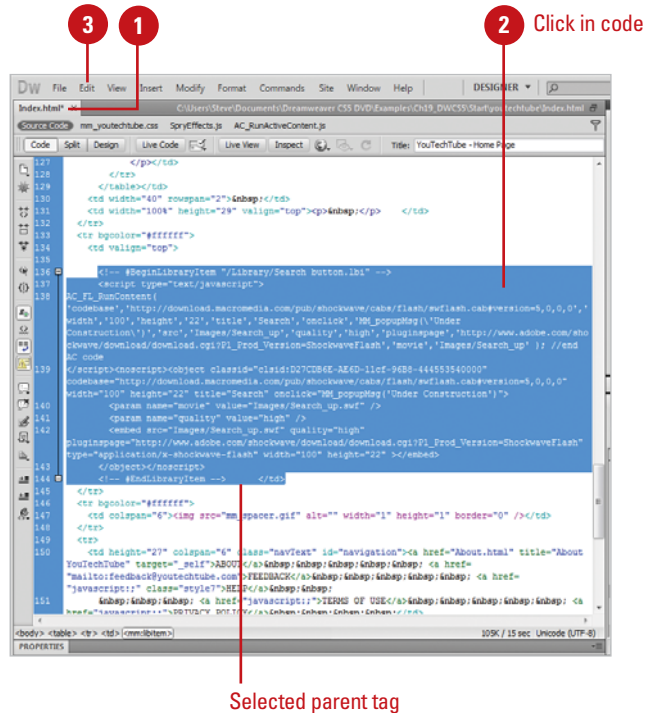 3 1 2 Click in code
DW File Edit View Insert Modify Format Commands Site Window Help DESIGNER
Index.html* × C:\Users\Steve\Documents\Dreamweaver CS5 DVD\Examples\Ch19_DWCS5\Start\youtechtube\Index.html
Source Code mm_youtechtube.css SpryEffects.js AC_RunActiveContent.js
Code Split Design Live Code Live View Inspect Title: YouTechTube - Home Page
127 </p></td>
128 </tr>
129 </table></td>
130 <td width="40" rowspan="2">&nbsp;</td>
131 <td width="100%" height="29" valign="top"><p>&nbsp;</p> </td>
132 </tr>
133 <tr bgcolor="#ffffff">
134 <td valign="top">
135
136 <!-- #BeginLibraryItem "/Library/Search button.lbi" -->
137 <script type="text/javascript">
138 AC_FL_RunContent(
'codebase','http://download.macromedia.com/pub/shockwave/cabs/flash/swflash.cab#version=5,0,0,0','
width','100','height','22','title','Search','onclick','MM_popupMsg(\'Under
Construction\')','src','Images/Search_up','quality','high','pluginspage','http://www.adobe.com/sho
ckwave/download/download.cgi?P1_Prod_Version=ShockwaveFlash','movie','Images/Search_up' ); //end
AC code
139 </script><noscript><object classid="clsid:D27CDB6E-AE6D-11cf-96B8-444553540000"
codebase="http://download.macromedia.com/pub/shockwave/cabs/flash/swflash.cab#version=5,0,0,0"
width="100" height="22" title="Search" onclick="MM_popupMsg('Under Construction')">
140 <param name="movie" value="Images/Search_up.swf" />
141 <param name="quality" value="high" />
142 <embed src="Images/Search_up.swf" quality="high"
pluginspage="http://www.adobe.com/shockwave/download/download.cgi?P1_Prod_Version=ShockwaveFlash"
type="application/x-shockwave-flash" width="100" height="22" ></embed>
143 </object></noscript>
144 <!-- #EndLibraryItem --> </td>
145 </tr>
146 <tr bgcolor="#ffffff">
147 <td colspan="6"><img src="mm_spacer.gif" alt="" width="1" height="1" border="0" /></td>
148 </tr>
149 <tr>
150 <td height="27" colspan="6" class="navText" id="navigation"><a href="About.html" title="About
YouTechTube" target="_self">ABOUT</a>&nbsp;&nbsp;&nbsp;&nbsp;&nbsp; <a href=
"mailto:feedback@youtechtube.com">FEEDBACK</a>&nbsp;&nbsp;&nbsp;&nbsp;&nbsp; <a href=
"javascript:;" class="style7">HELP</a>&nbsp;&nbsp;
151 &nbsp;&nbsp;&nbsp; <a href="javascript:;">TERMS OF USE</a>&nbsp;&nbsp;&nbsp;&nbsp;&nbsp; <a
href="javascript:;">PRIVACY POLICY</a>&nbsp;&nbsp;&nbsp;&nbsp;</td>
<body> <table> <tr> <td> <mm:libitem> 105K / 15 sec Unicode (UTF-8)
PROPERTIES
Selected parent tag